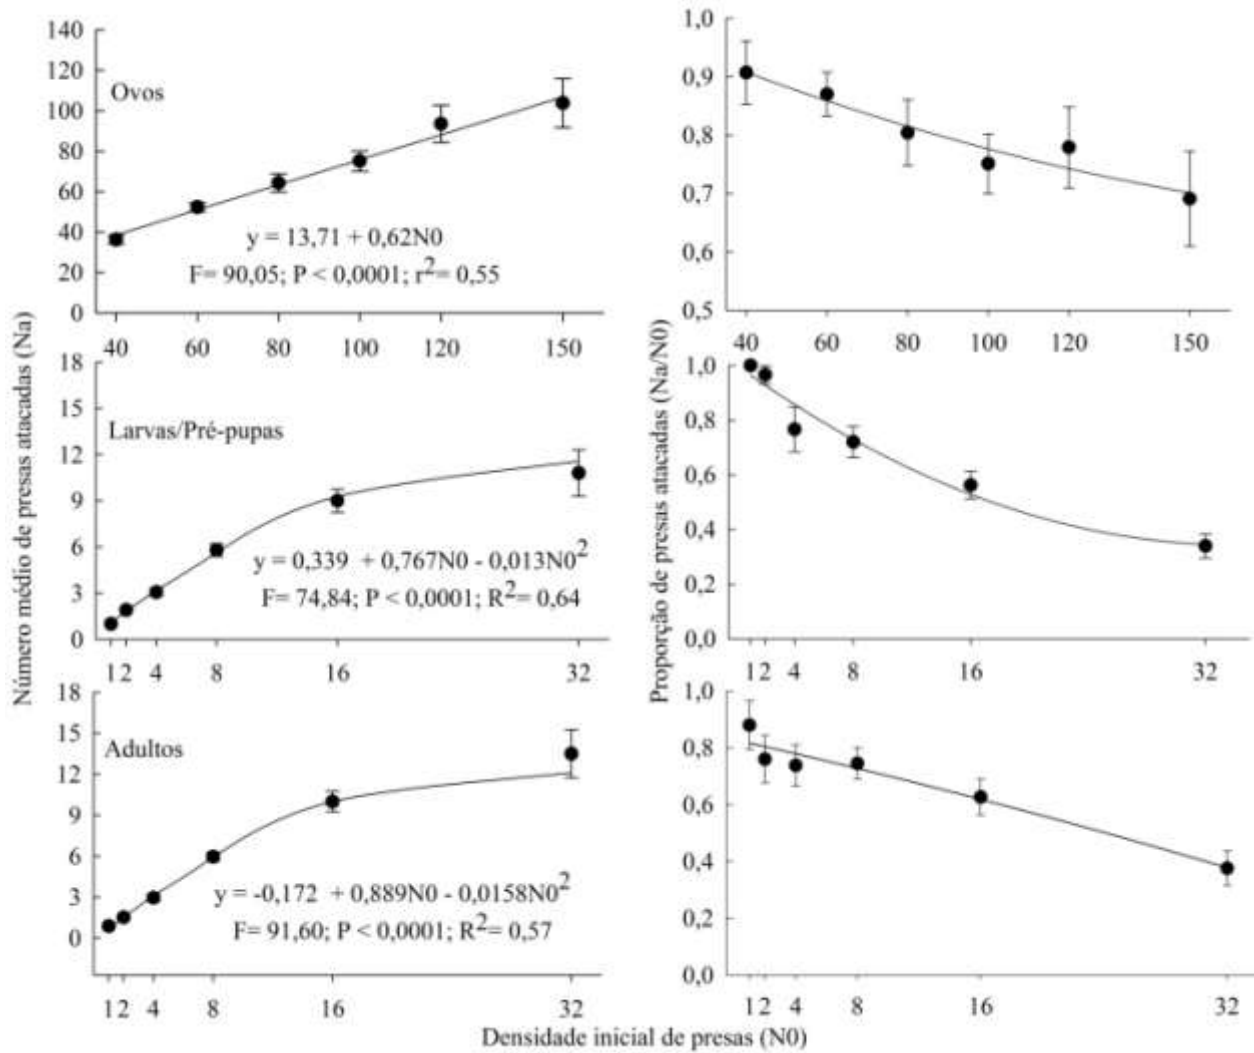 Número médio de presas atacadas (Na)
140
120
100
80
60
40
20
0
Ovos
y = 13,71 + 0,62N0
F= 90,05; P < 0,0001; r2= 0,55
40 60 80 100 120 150
1,0
0,9
0,8
0,7
0,6
0,5
40 60 80 100 120 150
18
15
12
9
6
3
0
Larvas/Pré-pupas
y = 0,339 + 0,767N0 - 0,013N02
F= 74,84; P < 0,0001; R2= 0,64
1 2 4 8 16 32
Proporção de presas atacadas (Na/N0)
1,0
0,8
0,6
0,4
0,2
0,0
1 2 4 8 16 32
18
15
12
9
6
3
0
Adultos
y = -0,172 + 0,889N0 - 0,0158N02
F= 91,60; P < 0,0001; R2= 0,57
1 2 4 8 16 32
1,0
0,8
0,6
0,4
0,2
0,0
1 2 4 8 16 32
Densidade inicial de presas (N0)